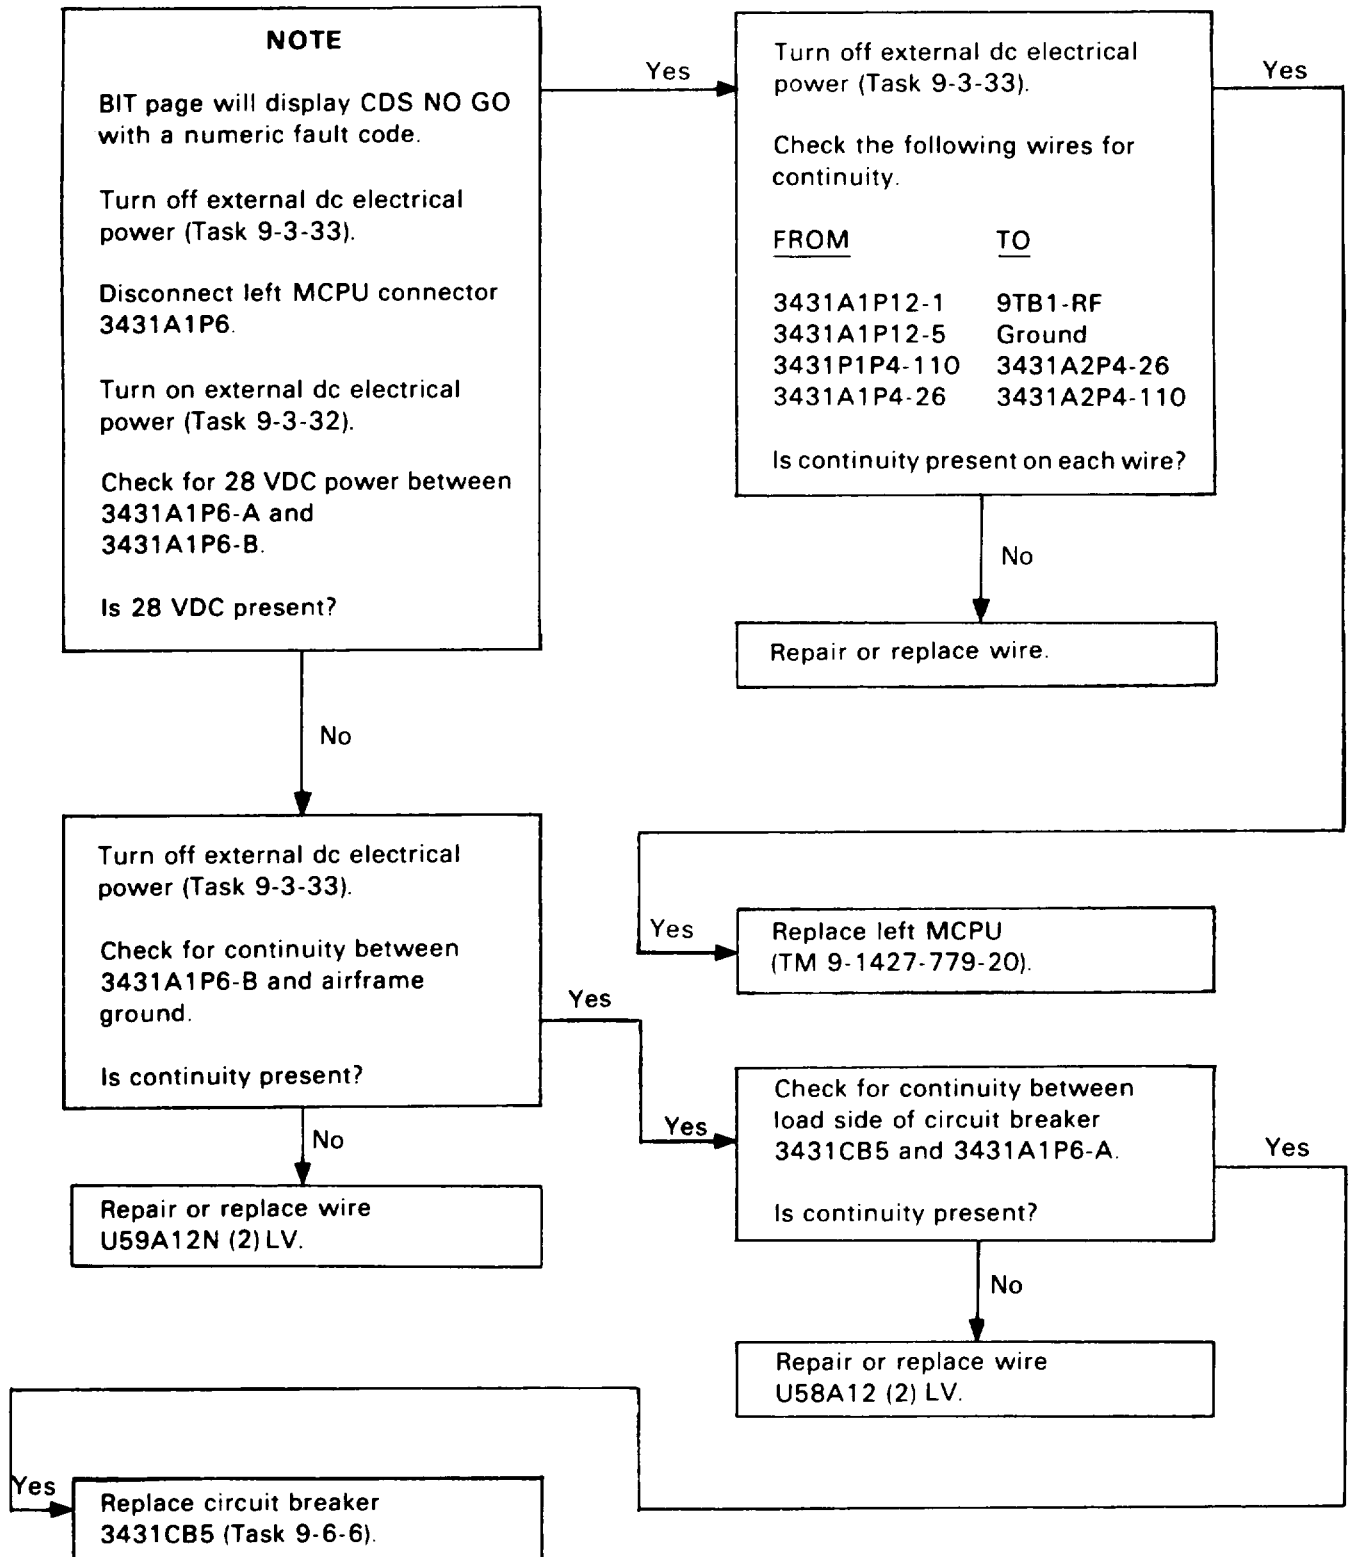 NOTE
BIT page will display CDS NO GO
with a numeric fault code.
Turn off external dc electrical
power (Task 9-3-33).
Disconnect left MCPU connector
3431A1P6.
Turn on external dc electrical
power (Task 9-3-32).
Check for 28 VDC power between
3431A1P6-A and
3431A1P6-B.
Is 28 VDC present?
Yes
Turn off external dc electrical
power (Task 9-3-33).
Check the following wires for
continuity.
FROM TO
3431A1P12-1 9TB1-RF
3431A1P12-5 Ground
3431P1P4-110 3431A2P4-26
3431A1P4-26 3431A2P4-110
Is continuity present on each wire?
Yes
No
Repair or replace wire.
No
Turn off external dc electrical
power (Task 9-3-33).
Check for continuity between
3431A1P6-B and airframe
ground.
Is continuity present?
Yes
Replace left MCPU
(TM 9-1427-779-20).
Yes
No
Repair or replace wire
U59A12N (2) LV.
Yes
Check for continuity between
load side of circuit breaker
3431CB5 and 3431A1P6-A.
Is continuity present?
Yes
No
Repair or replace wire
U58A12 (2) LV.
Yes
Replace circuit breaker
3431CB5 (Task 9-6-6).